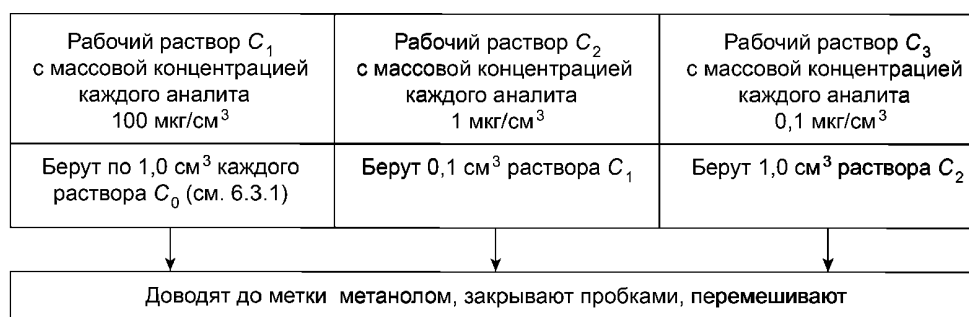 Рабочий раствор C₁
с массовой концентрацией
каждого аналита
100 мкг/см³
Рабочий раствор C₂
с массовой концентрацией
каждого аналита
1 мкг/см³
Рабочий раствор C₃
с массовой концентрацией
каждого аналита
0,1 мкг/см³
Берут по 1,0 см³ каждого
раствора C₀ (см. 6.3.1)
Берут 0,1 см³ раствора C₁
Берут 1,0 см³ раствора C₂
Доводят до метки метанолом, закрывают пробками, перемешивают